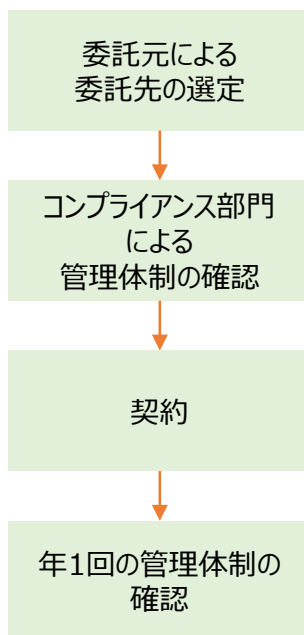 委託元による
委託先の選定
コンプライアンス部門
による
管理体制の確認
契約
年1回の管理体制の
確認